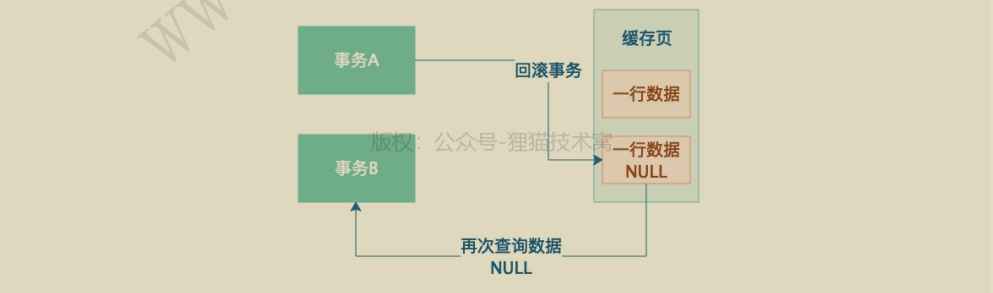 WW
缓存页
事务A
回滚事务
一行数据
版权：公众号-狸猫技术窝
一行数据
NULL
事务B
再次查询数据
NULL